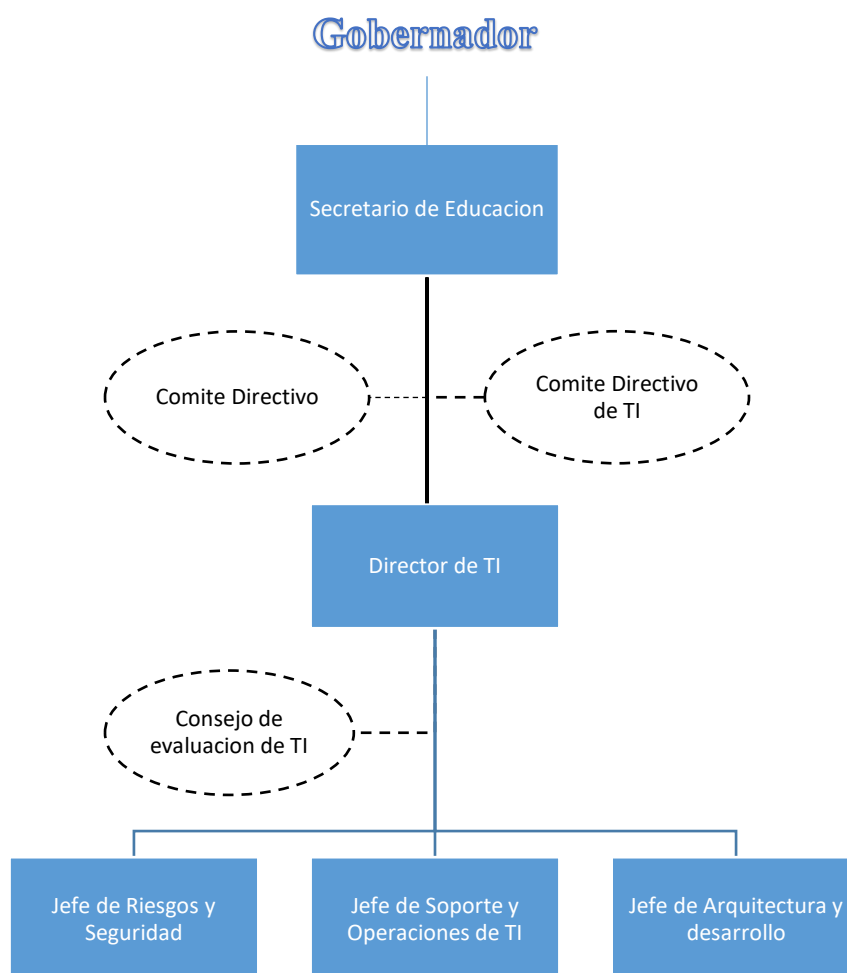 Gobernador
Secretario de Educacion
Comite Directivo
Comite Directivo
de TI
Director de TI
Consejo de
evaluacion de TI
Jefe de Riesgos y
Seguridad
Jefe de Soporte y
Operaciones de TI
Jefe de Arquitectura y
desarrollo